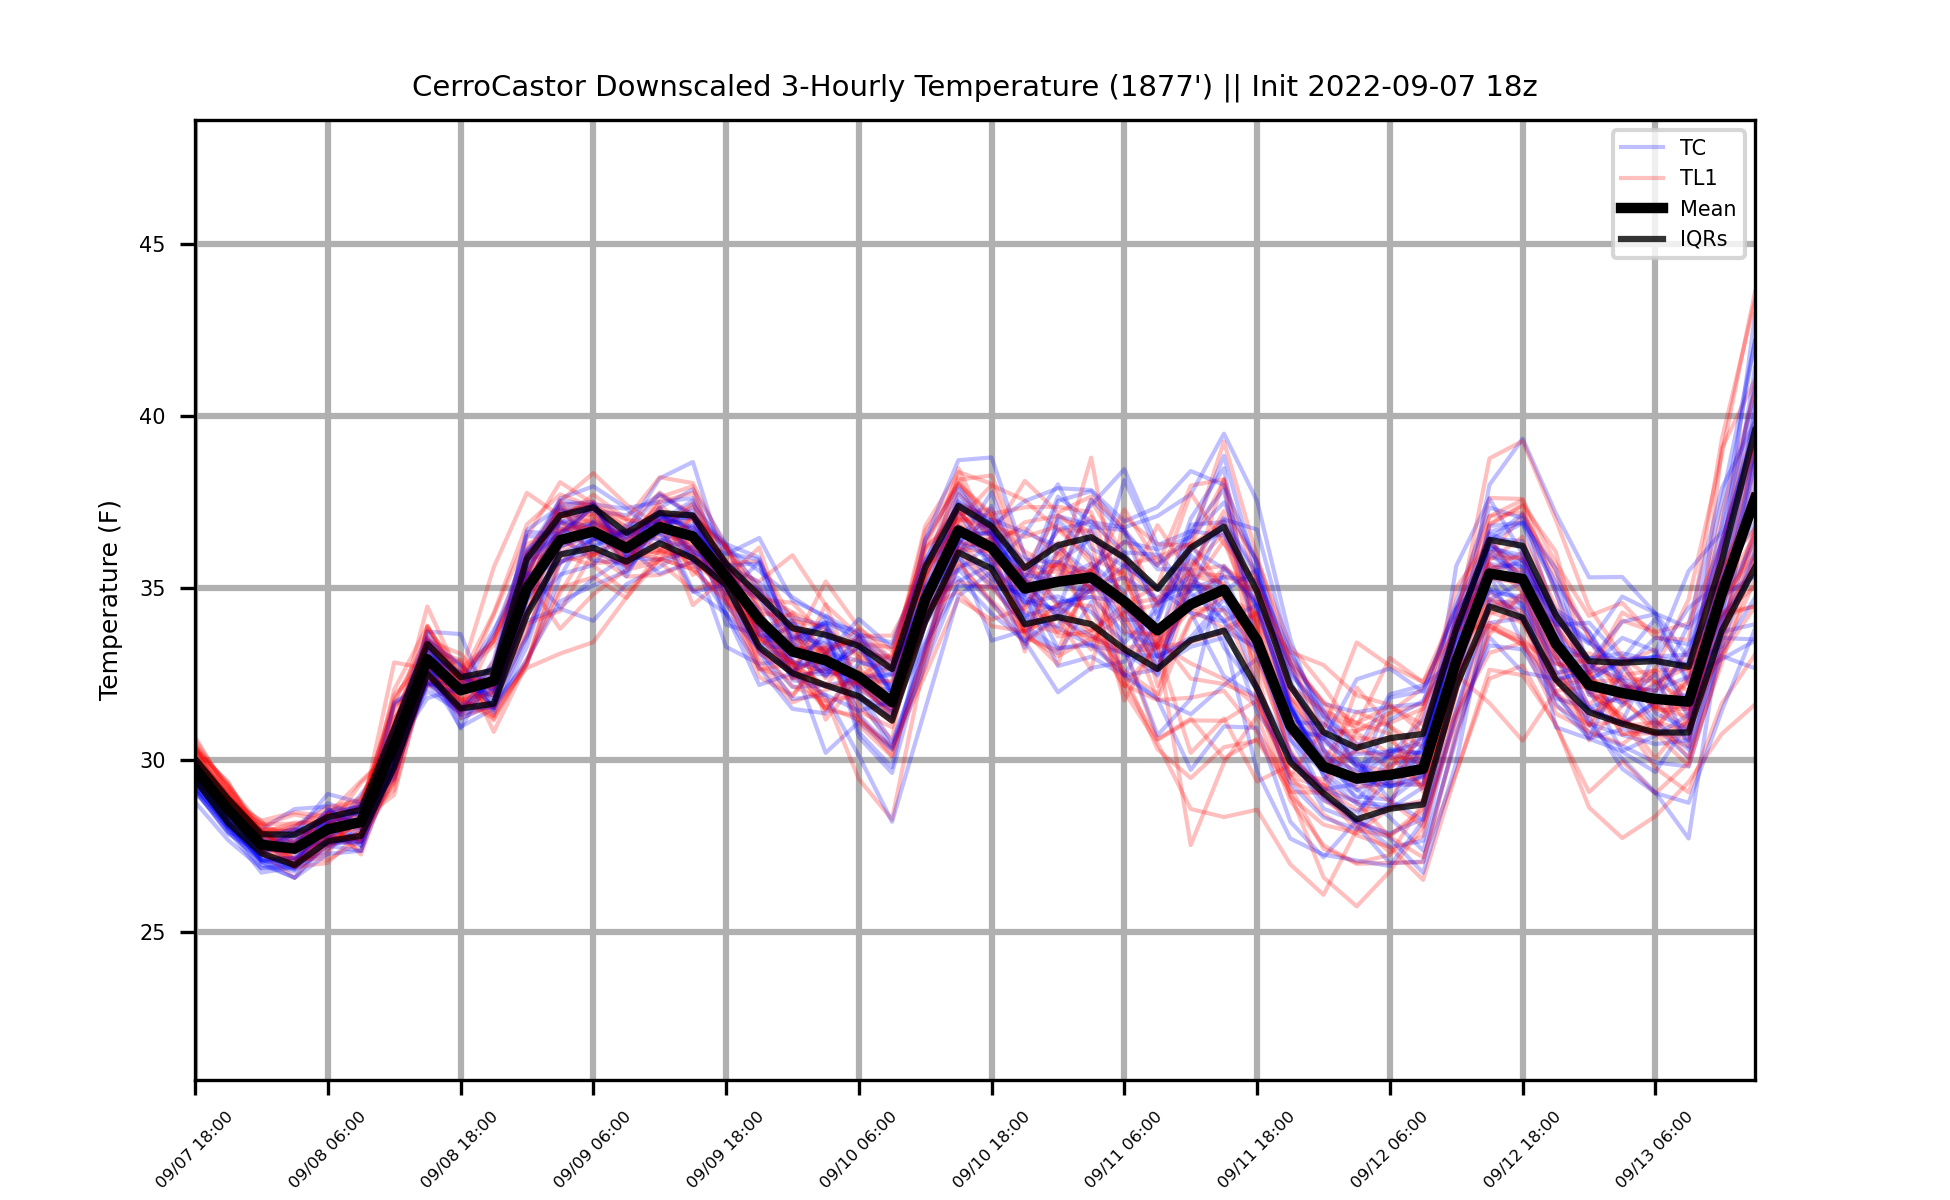 CerroCastor Downscaled 3-Hourly Temperature (1877') || Init 2022-09-07 18z
TC
TL1
Mean
IQRs
Temperature (F)
45
40
35
30
25
09/07 18:00
09/08 06:00
09/08 18:00
09/09 06:00
09/09 18:00
09/10 06:00
09/10 18:00
09/11 06:00
09/11 18:00
09/12 06:00
09/12 18:00
09/13 06:00